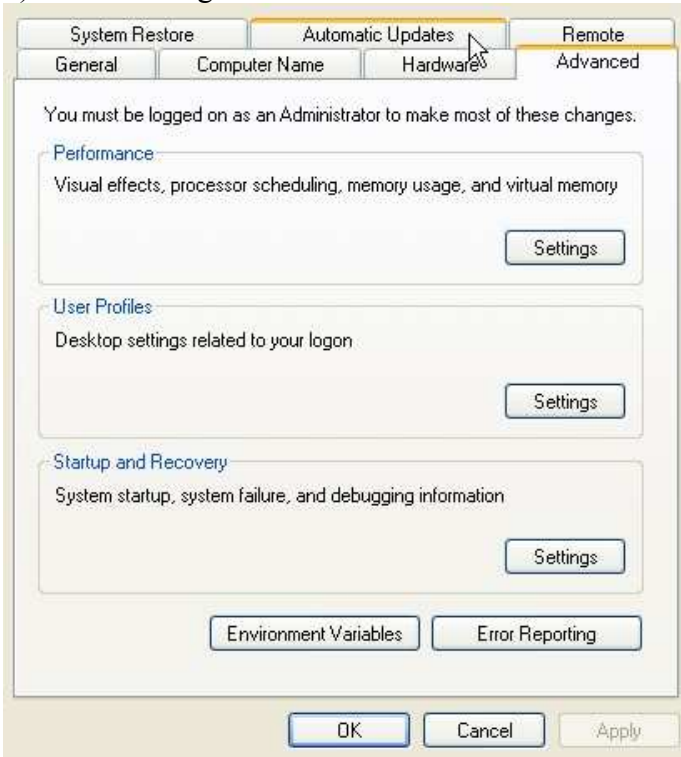 System Restore Automatic Updates Remote
General Computer Name Hardware Advanced
You must be logged on as an Administrator to make most of these changes.
Performance
Visual effects, processor scheduling, memory usage, and virtual memory
Settings
User Profiles
Desktop settings related to your logon
Settings
Startup and Recovery
System startup, system failure, and debugging information
Settings
Environment Variables Error Reporting
OK Cancel Apply